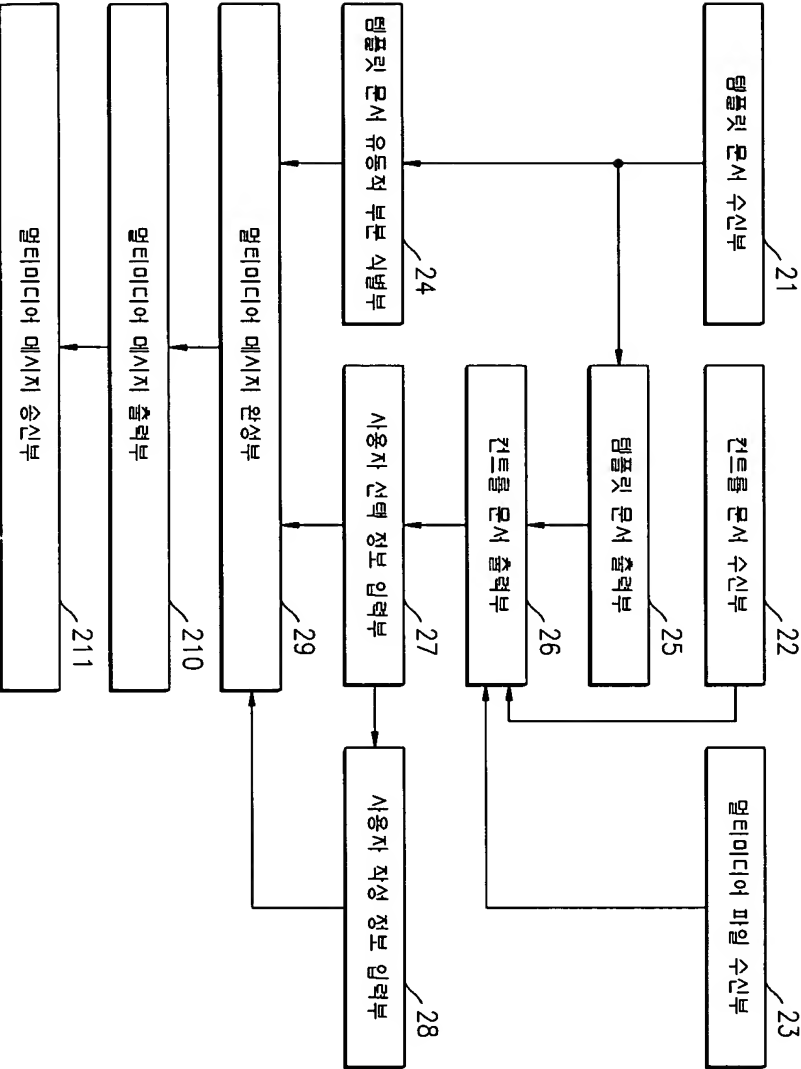 21
템플릿 문서 수신부
22
컨트롤 문서 수신부
23
멀티미디어 파일 수신부
25
템플릿 문서 출력부
26
컨트롤 문서 출력부
24
템플릿 문서 유동적 부분 식별부
27
사용자 선택 정보 입력부
28
사용자 작성 정보 입력부
29
멀티미디어 메시지 완성부
210
멀티미디어 메시지 출력부
211
멀티미디어 메시지 송신부